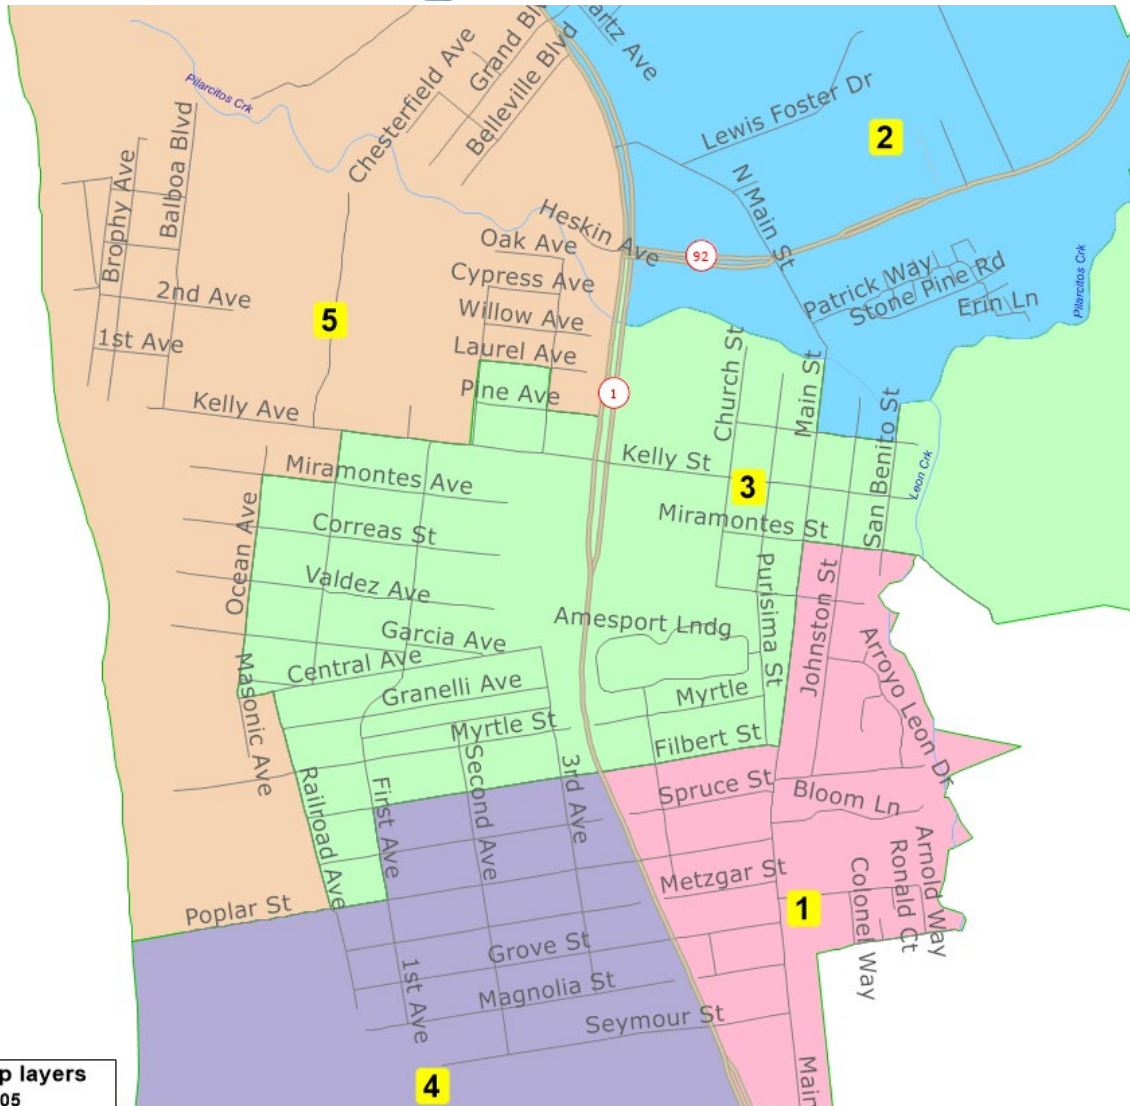 Grand Bl
artz Ave
Chesterfield Ave
Belleville Blvd
Pilarcitos Crk
Lewis Foster Dr
2
Balboa Blvd
Brophy Ave
N Main St
Heskin Ave
Oak Ave
92
Cypress Ave
Patrick Way
Stone Pine Rd
Erin Ln
Pilarcitos Crk
2nd Ave
5
Willow Ave
1st Ave
Laurel Ave
Church St
Main St
Pine Ave
1
Kelly Ave
San Benito St
Kelly St
Miramontes Ave
3
Leon Crk
Miramontes St
Correas St
Ocean Ave
Valdez Ave
Purisima St
Johnston St
Amesport Lndg
Garcia Ave
Central Ave
Masonic Ave
Granelli Ave
Arroyo Leon Dr
Myrtle
Myrtle St
Filbert St
Railroad Ave
First Ave
Second Ave
3rd Ave
Spruce St
Bloom Ln
Metzgar St
Colonel Way
Ronald Ct
Arnold Way
1
Poplar St
Grove St
1st Ave
Magnolia St
Seymour St
Main
4
p layers
05